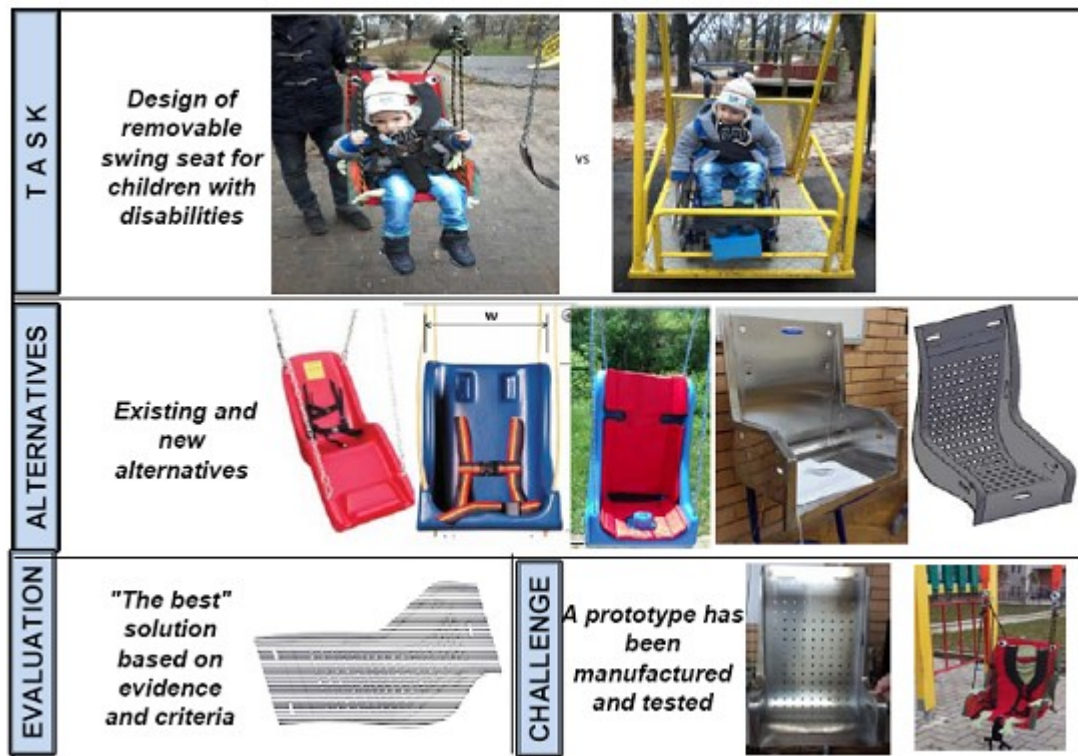 TASK
Design of
removable
swing seat for
children with
disabilities
vs
ALTERNATIVES
Existing and
new
alternatives
w
EVALUATION
"The best"
solution
based on
evidence
and criteria
CHALLENGE
A prototype has
been
manufactured
and tested